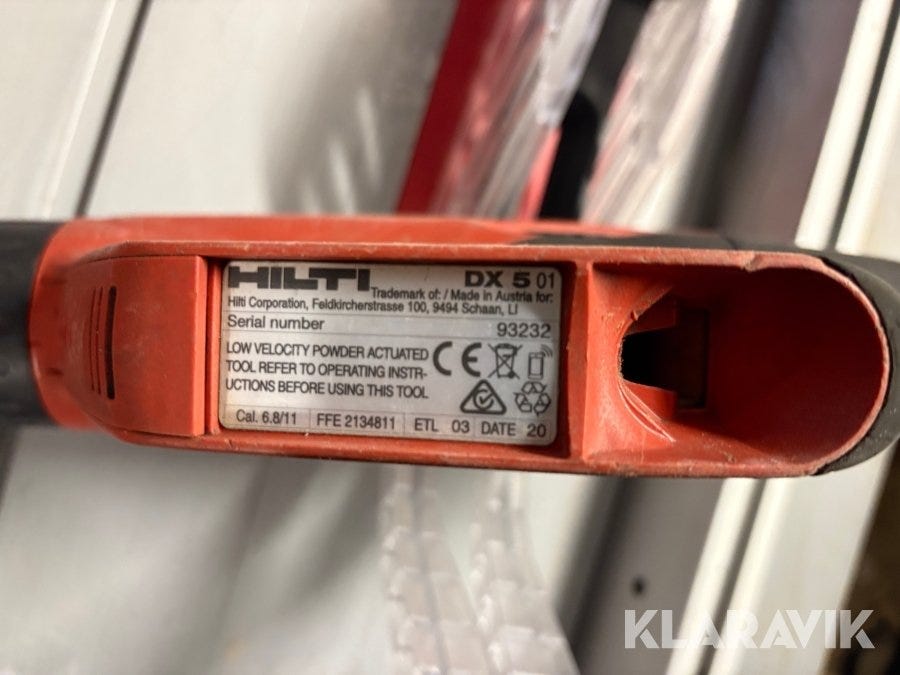 HILTI DX 5 01
Trademark of: / Made in Austria for:
Hilti Corporation, Feldkircherstrasse 100, 9494 Schaan, LI
Serial number 93232
LOW VELOCITY POWDER ACTUATED
TOOL REFER TO OPERATING INSTR-
UCTIONS BEFORE USING THIS TOOL
CE
Cal. 6.8/11 FFE 2134811 ETL 03 DATE 20
KLARAVIK